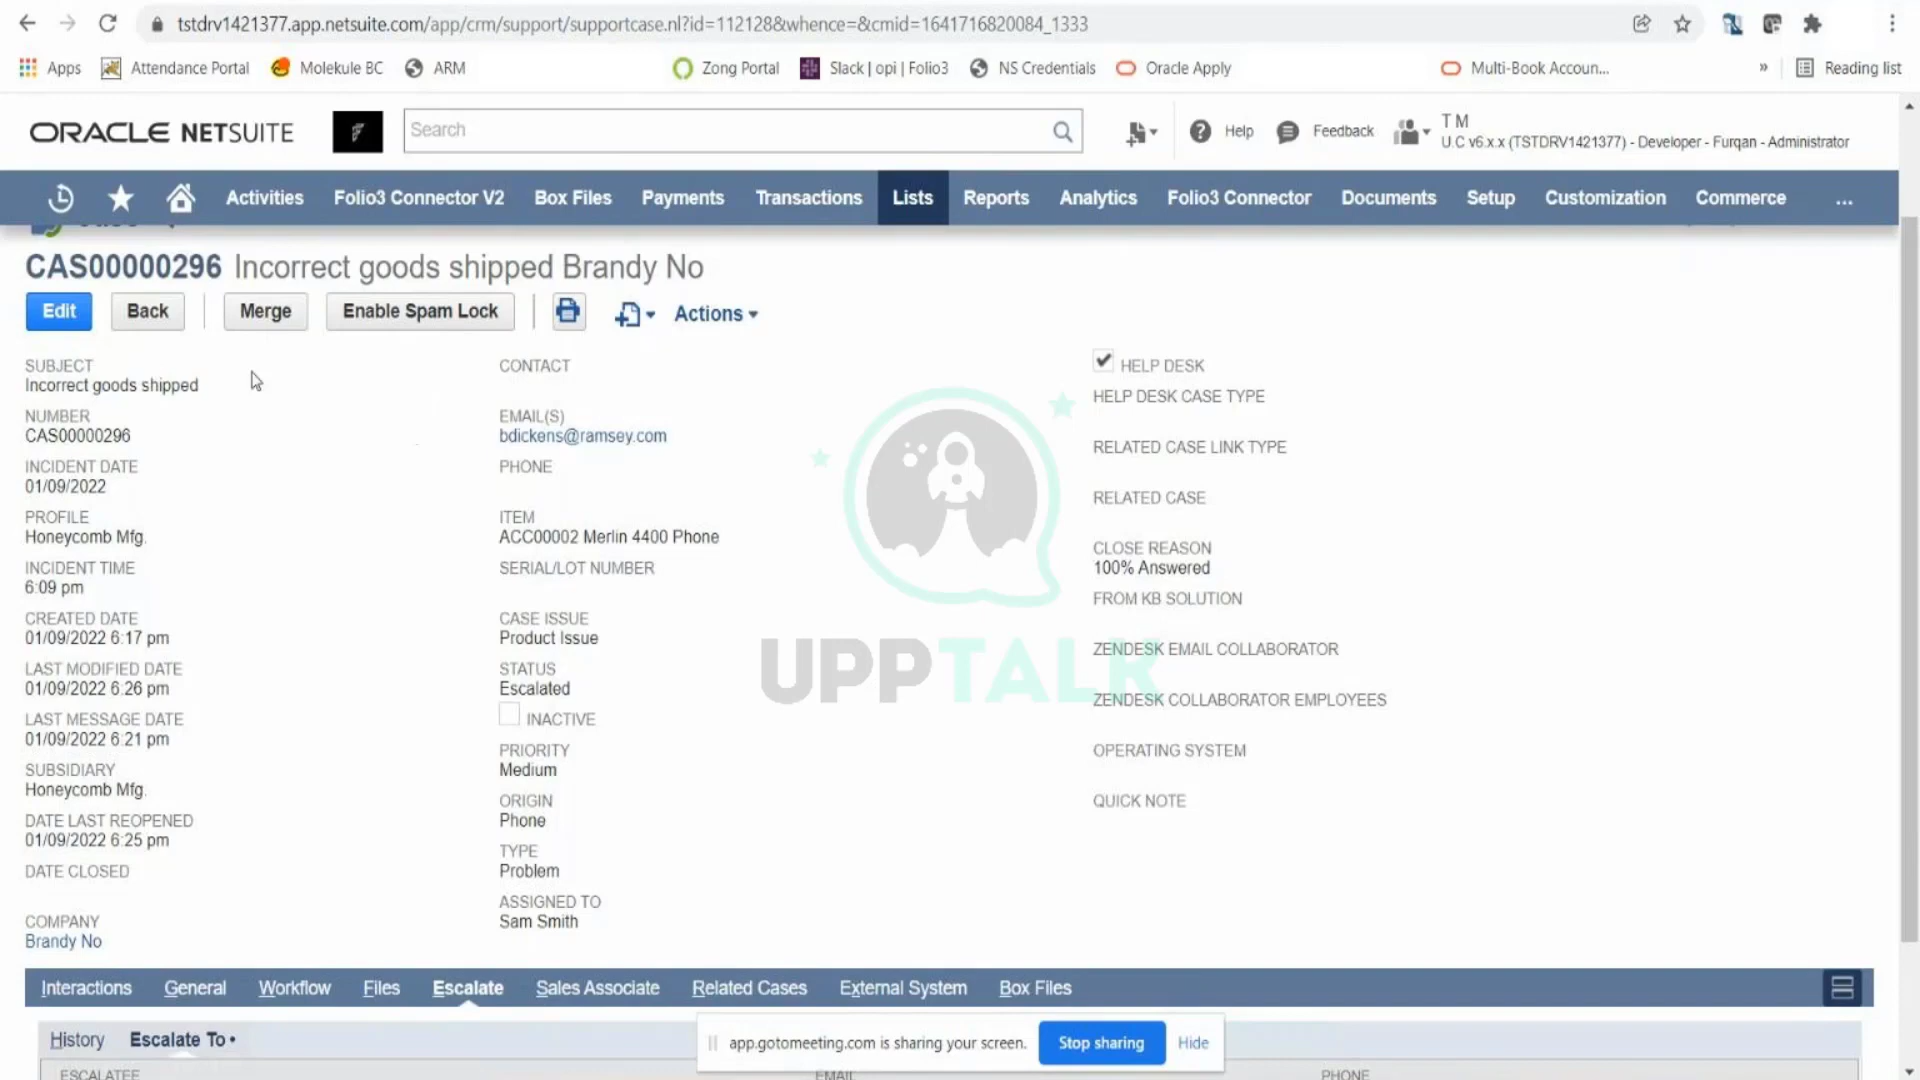 tstdrv1421377.app.netsuite.com/app/crm/support/supportcase.nl?id=112128&whence=&cmid=1641716820084_1333
Apps Attendance Portal Molekule BC ARM Zong Portal Slack | opi | Folio3 NS Credentials Oracle Apply Multi-Book Accoun... » Reading list
ORACLE NETSUITE Search Help Feedback T M
U.C v6.x.x (TSTDRV1421377) - Developer - Furqan - Administrator
Activities Folio3 Connector V2 Box Files Payments Transactions Lists Reports Analytics Folio3 Connector Documents Setup Customization Commerce ...
CAS00000296 Incorrect goods shipped Brandy No
Edit Back Merge Enable Spam Lock Actions
SUBJECT
Incorrect goods shipped
NUMBER
CAS00000296
INCIDENT DATE
01/09/2022
PROFILE
Honeycomb Mfg.
INCIDENT TIME
6:09 pm
CREATED DATE
01/09/2022 6:17 pm
LAST MODIFIED DATE
01/09/2022 6:26 pm
LAST MESSAGE DATE
01/09/2022 6:21 pm
SUBSIDIARY
Honeycomb Mfg.
DATE LAST REOPENED
01/09/2022 6:25 pm
DATE CLOSED
COMPANY
Brandy No
CONTACT
EMAIL(S)
bdickens@ramsey.com
PHONE
ITEM
ACC00002 Merlin 4400 Phone
SERIAL/LOT NUMBER
CASE ISSUE
Product Issue
STATUS
Escalated
INACTIVE
PRIORITY
Medium
ORIGIN
Phone
TYPE
Problem
ASSIGNED TO
Sam Smith
HELP DESK
HELP DESK CASE TYPE
RELATED CASE LINK TYPE
RELATED CASE
CLOSE REASON
100% Answered
FROM KB SOLUTION
ZENDESK EMAIL COLLABORATOR
ZENDESK COLLABORATOR EMPLOYEES
OPERATING SYSTEM
QUICK NOTE
UPPTALK
Interactions General Workflow Files Escalate Sales Associate Related Cases External System Box Files
History Escalate To •
app.gotomeeting.com is sharing your screen. Stop sharing Hide
ESCALATEE EMAIL PHONE